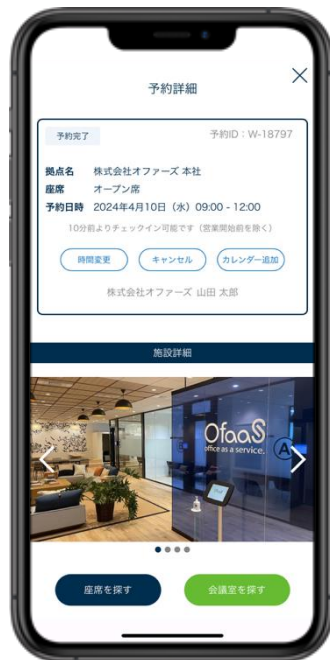 予約詳細
予約完了
予約ID：W-18797
拠点名 株式会社オファーズ 本社
座席 オープン席
予約日時 2024年4月10日（水）09:00 - 12:00
10分前よりチェックイン可能です（営業開始前を除く）
時間変更 キャンセル カレンダー追加
株式会社オファーズ 山田 太郎
施設詳細
OfaaS
office as a service.
A
座席を探す 会議室を探す